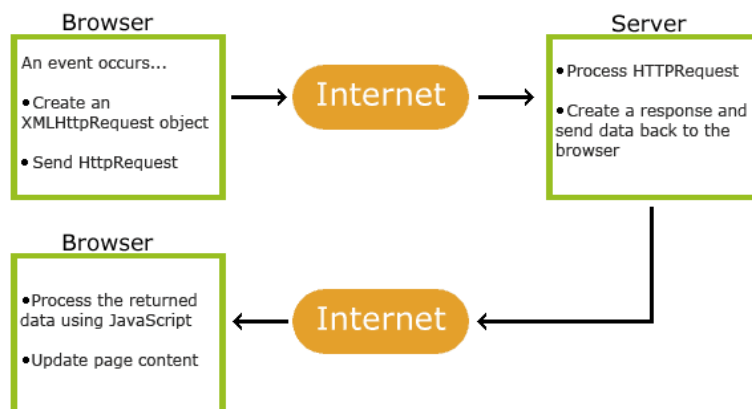 Browser
An event occurs...
•Create an
XMLHttpRequest object
•Send HttpRequest
Internet
Server
•Process HTTPRequest
•Create a response and
send data back to the
browser
Browser
•Process the returned
data using JavaScript
•Update page content
Internet